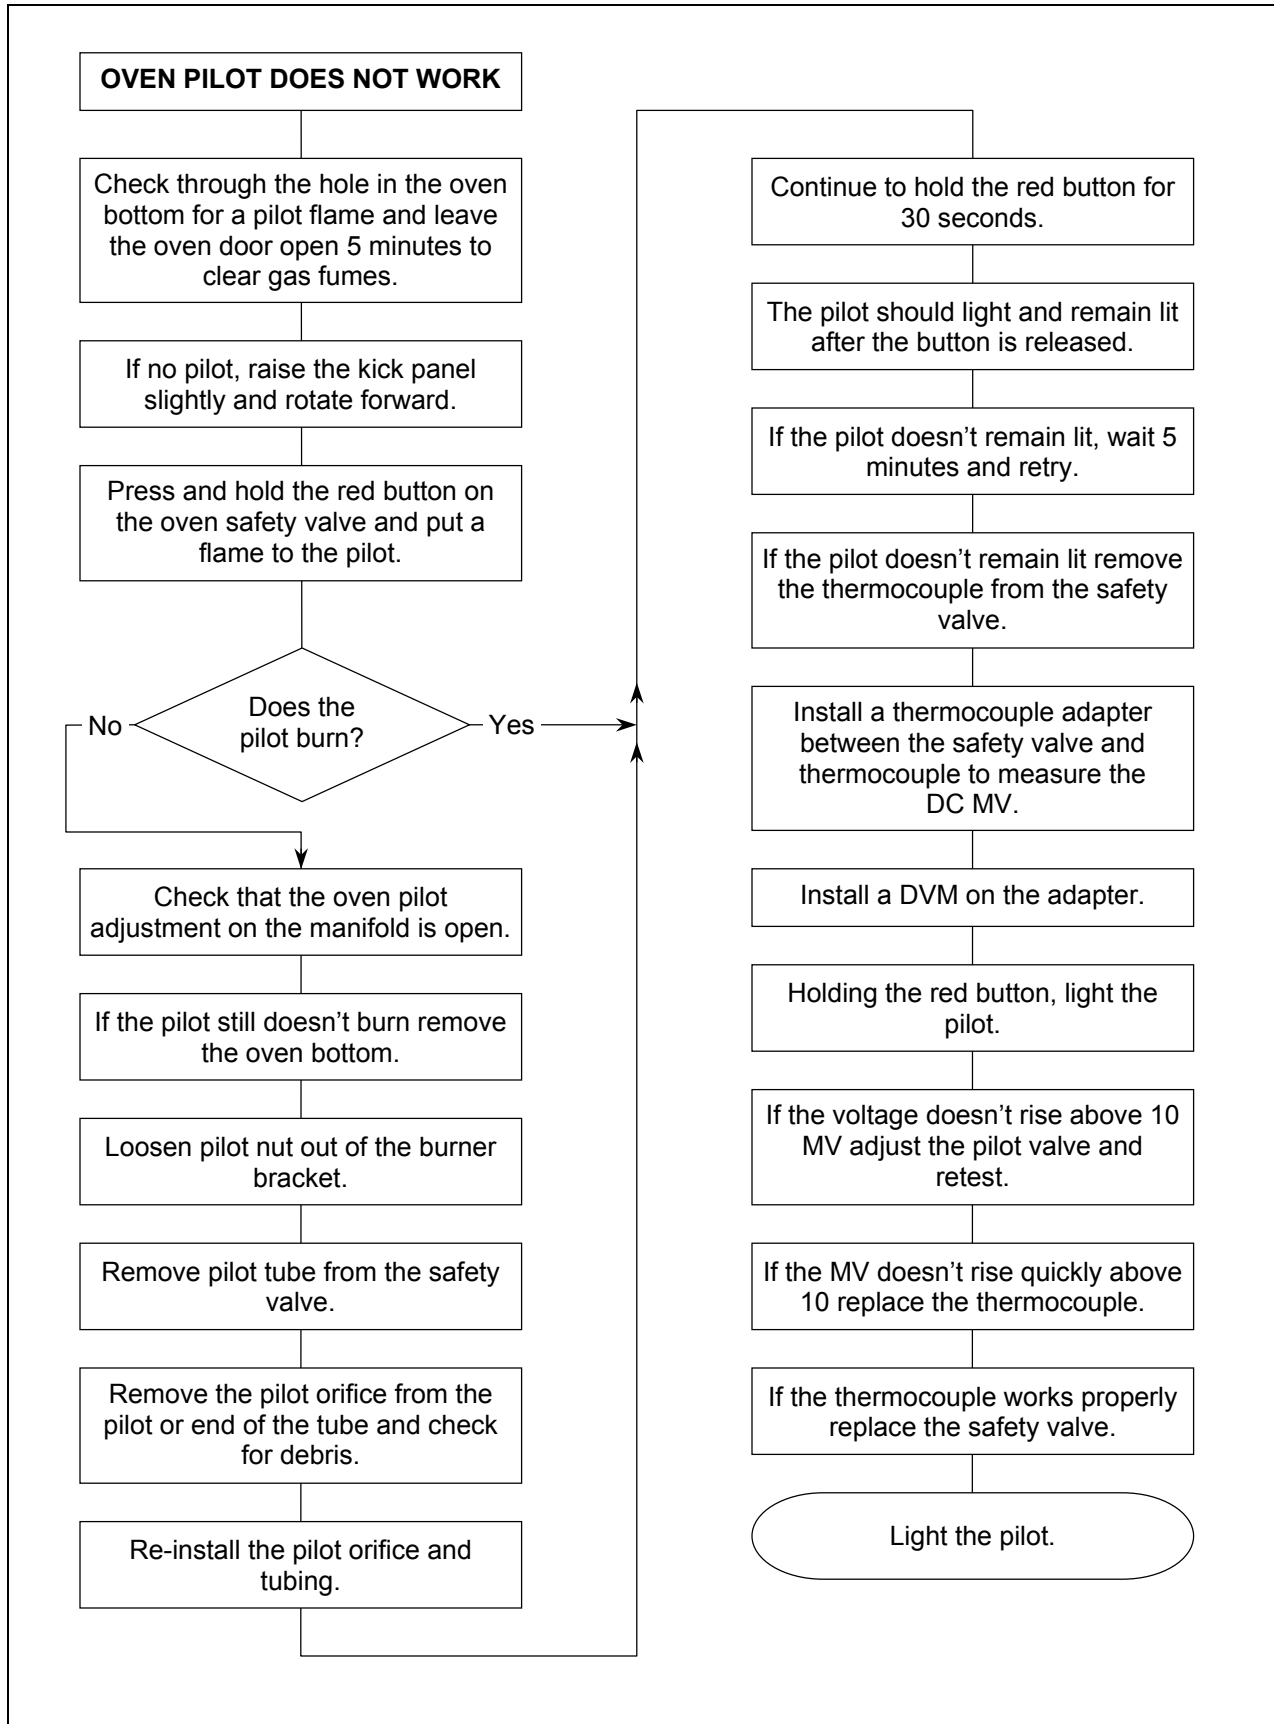 OVEN PILOT DOES NOT WORK
Check through the hole in the oven
bottom for a pilot flame and leave
the oven door open 5 minutes to
clear gas fumes.
If no pilot, raise the kick panel
slightly and rotate forward.
Press and hold the red button on
the oven safety valve and put a
flame to the pilot.
Does the
pilot burn?
No
Yes
Check that the oven pilot
adjustment on the manifold is open.
If the pilot still doesn’t burn remove
the oven bottom.
Loosen pilot nut out of the burner
bracket.
Remove pilot tube from the safety
valve.
Remove the pilot orifice from the
pilot or end of the tube and check
for debris.
Re-install the pilot orifice and
tubing.
Continue to hold the red button for
30 seconds.
The pilot should light and remain lit
after the button is released.
If the pilot doesn’t remain lit, wait 5
minutes and retry.
If the pilot doesn’t remain lit remove
the thermocouple from the safety
valve.
Install a thermocouple adapter
between the safety valve and
thermocouple to measure the
DC MV.
Install a DVM on the adapter.
Holding the red button, light the
pilot.
If the voltage doesn’t rise above 10
MV adjust the pilot valve and
retest.
If the MV doesn’t rise quickly above
10 replace the thermocouple.
If the thermocouple works properly
replace the safety valve.
Light the pilot.